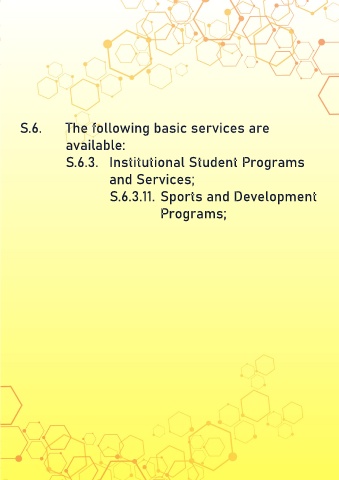 S.6. The following basic services are
available:
S.6.3. Institutional Student Programs
and Services;
S.6.3.11. Sports and Development
Programs;